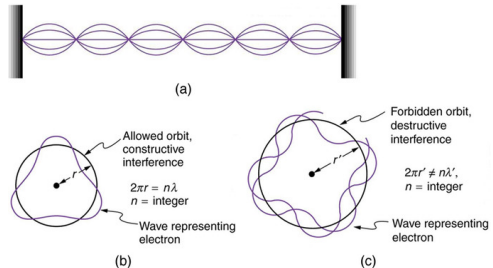 (a)
Allowed orbit,
constructive
interference
r
2πr = nλ
n = integer
Wave representing
electron
(b)
Forbidden orbit,
destructive
interference
r′
2πr′ ≠ nλ′,
n = integer
Wave representing
electron
(c)